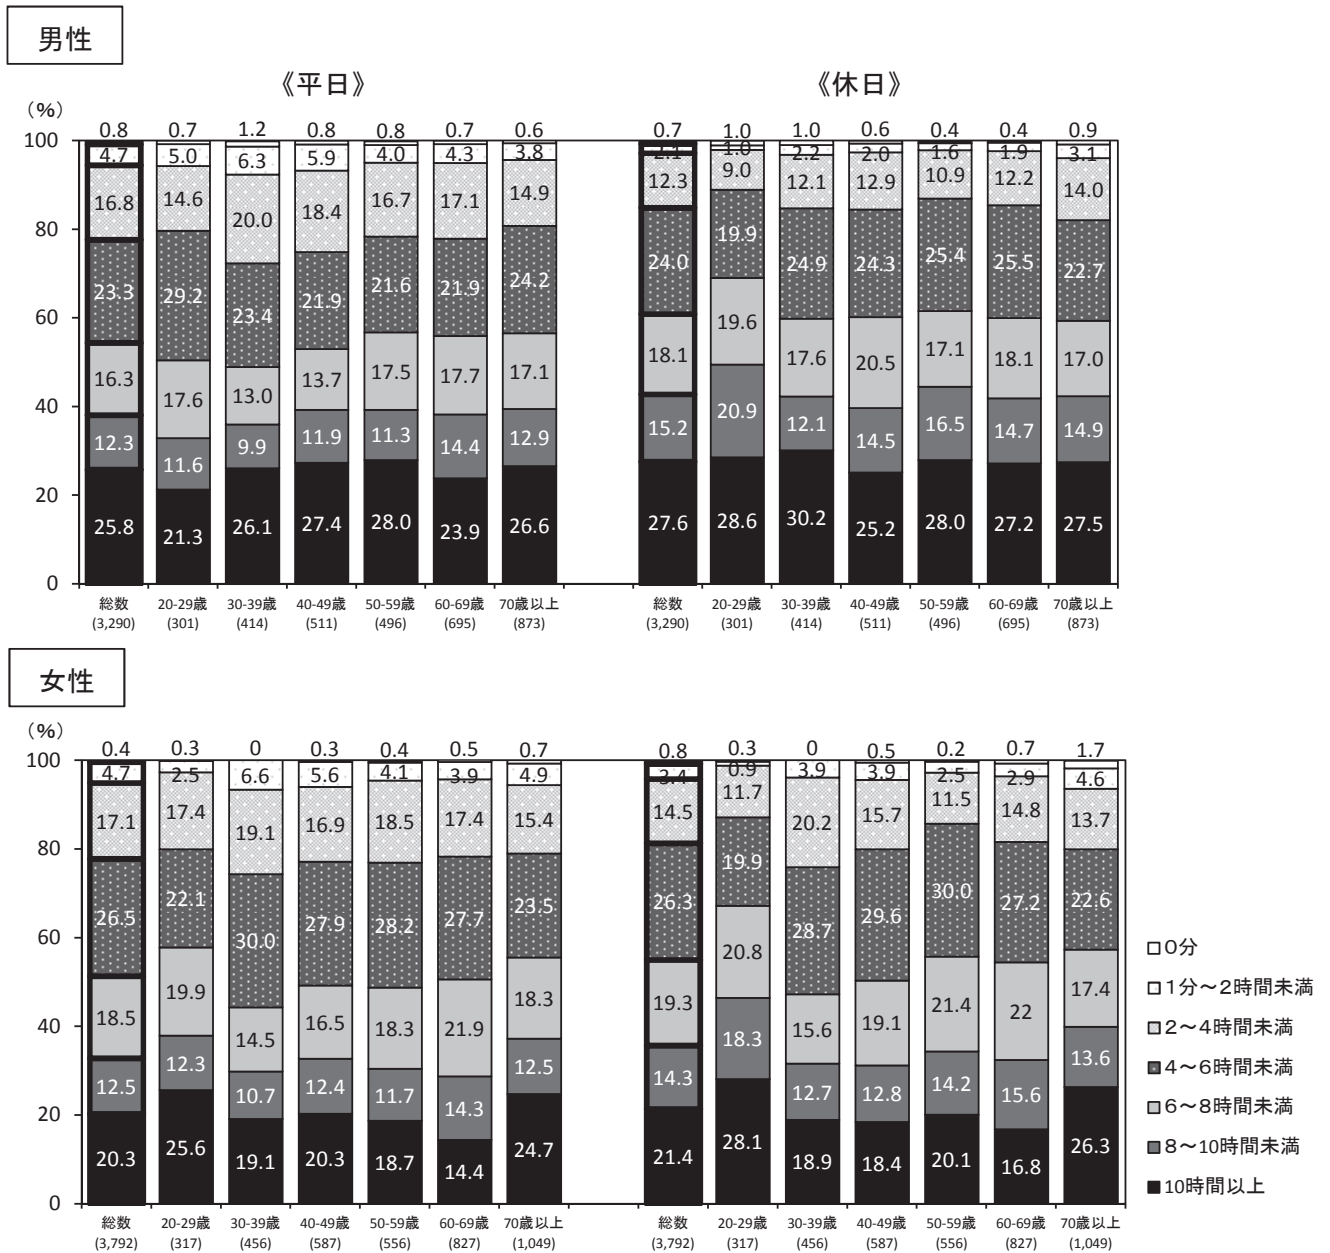 男性
《平日》 《休日》
(%)
0.8 0.7 1.2 0.8 0.8 0.7 0.6 0.7 1.0 1.0 0.6 0.4 0.4 0.9
100
4.7 5.0 6.3 5.9 4.0 4.3 3.8 2.1 1.0 2.2 2.0 1.6 1.9 3.1
16.8 14.6 20.0 18.4 16.7 17.1 14.9 12.3 9.0 12.1 12.9 10.9 12.2 14.0
80
23.3 29.2 23.4 21.9 21.6 21.9 24.2 24.0 19.9 24.9 24.3 25.4 25.5 22.7
60
16.3 17.6 13.0 13.7 17.5 17.7 17.1 18.1 19.6 17.6 20.5 17.1 18.1 17.0
40
12.3 11.6 9.9 11.9 11.3 14.4 12.9 15.2 20.9 12.1 14.5 16.5 14.7 14.9
20
25.8 21.3 26.1 27.4 28.0 23.9 26.6 27.6 28.6 30.2 25.2 28.0 27.2 27.5
0
総数 20-29歳 30-39歳 40-49歳 50-59歳 60-69歳 70歳以上 総数 20-29歳 30-39歳 40-49歳 50-59歳 60-69歳 70歳以上
(3,290) (301) (414) (511) (496) (695) (873) (3,290) (301) (414) (511) (496) (695) (873)
女性
(%)
0.4 0.3 0 0.3 0.4 0.5 0.7 0.8 0.3 0 0.5 0.2 0.7 1.7
100
4.7 2.5 6.6 5.6 4.1 3.9 4.9 3.4 0.9 3.9 3.9 2.5 2.9 4.6
17.1 17.4 19.1 16.9 18.5 17.4 15.4 14.5 11.7 20.2 15.7 11.5 14.8 13.7
80
26.5 22.1 30.0 27.9 28.2 27.7 23.5 26.3 19.9 28.7 29.6 30.0 27.2 22.6
60
18.5 19.9 14.5 16.5 18.3 21.9 18.3 19.3 20.8 15.6 19.1 21.4 22 17.4
40
12.5 12.3 10.7 12.4 11.7 14.3 12.5 14.3 18.3 12.7 12.8 14.2 15.6 13.6
20
20.3 25.6 19.1 20.3 18.7 14.4 24.7 21.4 28.1 18.9 18.4 20.1 16.8 26.3
0
総数 20-29歳 30-39歳 40-49歳 50-59歳 60-69歳 70歳以上 総数 20-29歳 30-39歳 40-49歳 50-59歳 60-69歳 70歳以上
(3,792) (317) (456) (587) (556) (827) (1,049) (3,792) (317) (456) (587) (556) (827) (1,049)
0分
1分～2時間未満
2～4時間未満
4～6時間未満
6～8時間未満
8～10時間未満
10時間以上